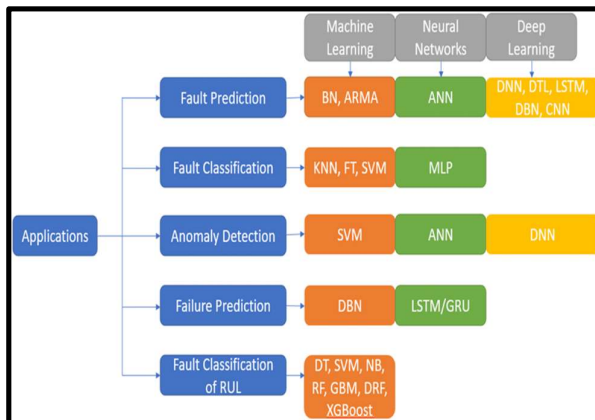 Machine
Learning
Neural
Networks
Deep
Learning
Fault Prediction
BN, ARMA
ANN
DNN, DTL, LSTM,
DBN, CNN
Fault Classification
KNN, FT, SVM
MLP
Applications
Anomaly Detection
SVM
ANN
DNN
Failure Prediction
DBN
LSTM/GRU
Fault Classification
of RUL
DT, SVM, NB,
RF, GBM, DRF,
XGBoost